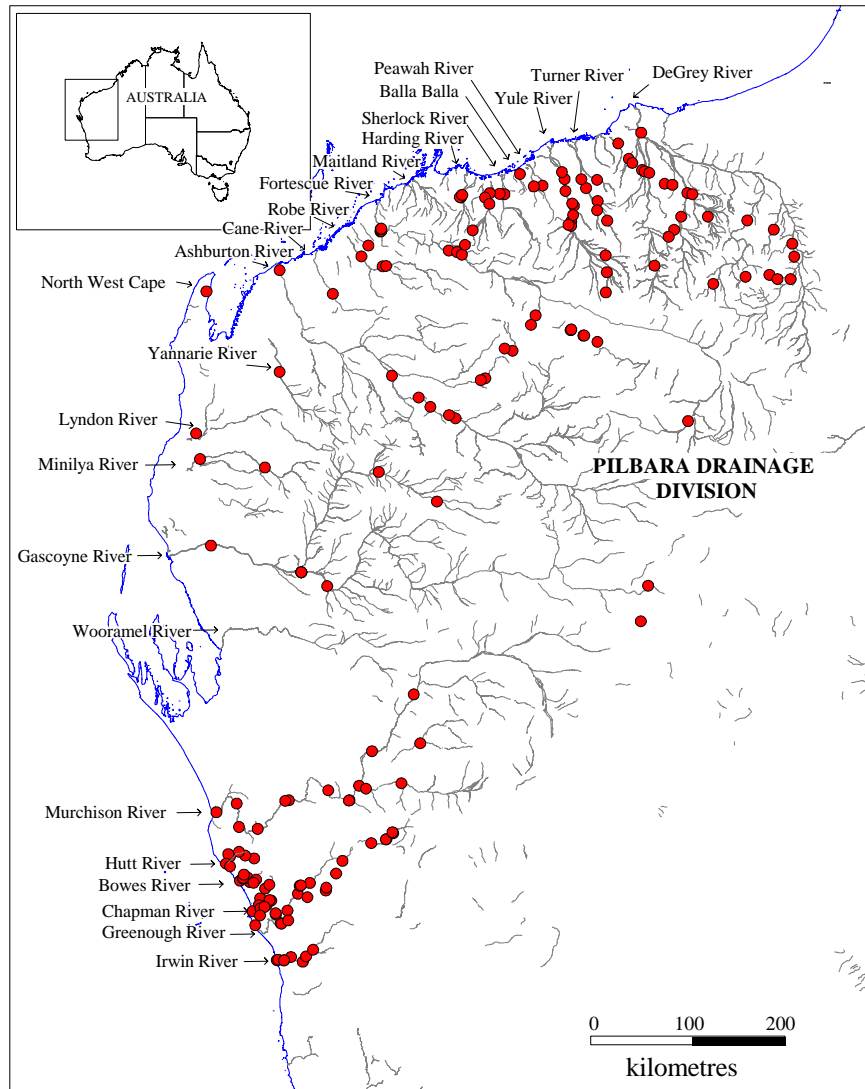 AUSTRALIA
Peawah River
Balla Balla
Sherlock River
Harding River
Maitland River
Fortescue River
Robe River
Cane River
Ashburton River
North West Cape
Turner River
DeGrey River
Yule River
Yannarie River
Lyndon River
Minilya River
PILBARA DRAINAGE
DIVISION
Gascoyne River
Wooramel River
Murchison River
Hutt River
Bowes River
Chapman River
Greenough River
Irwin River
0 100 200
kilometres